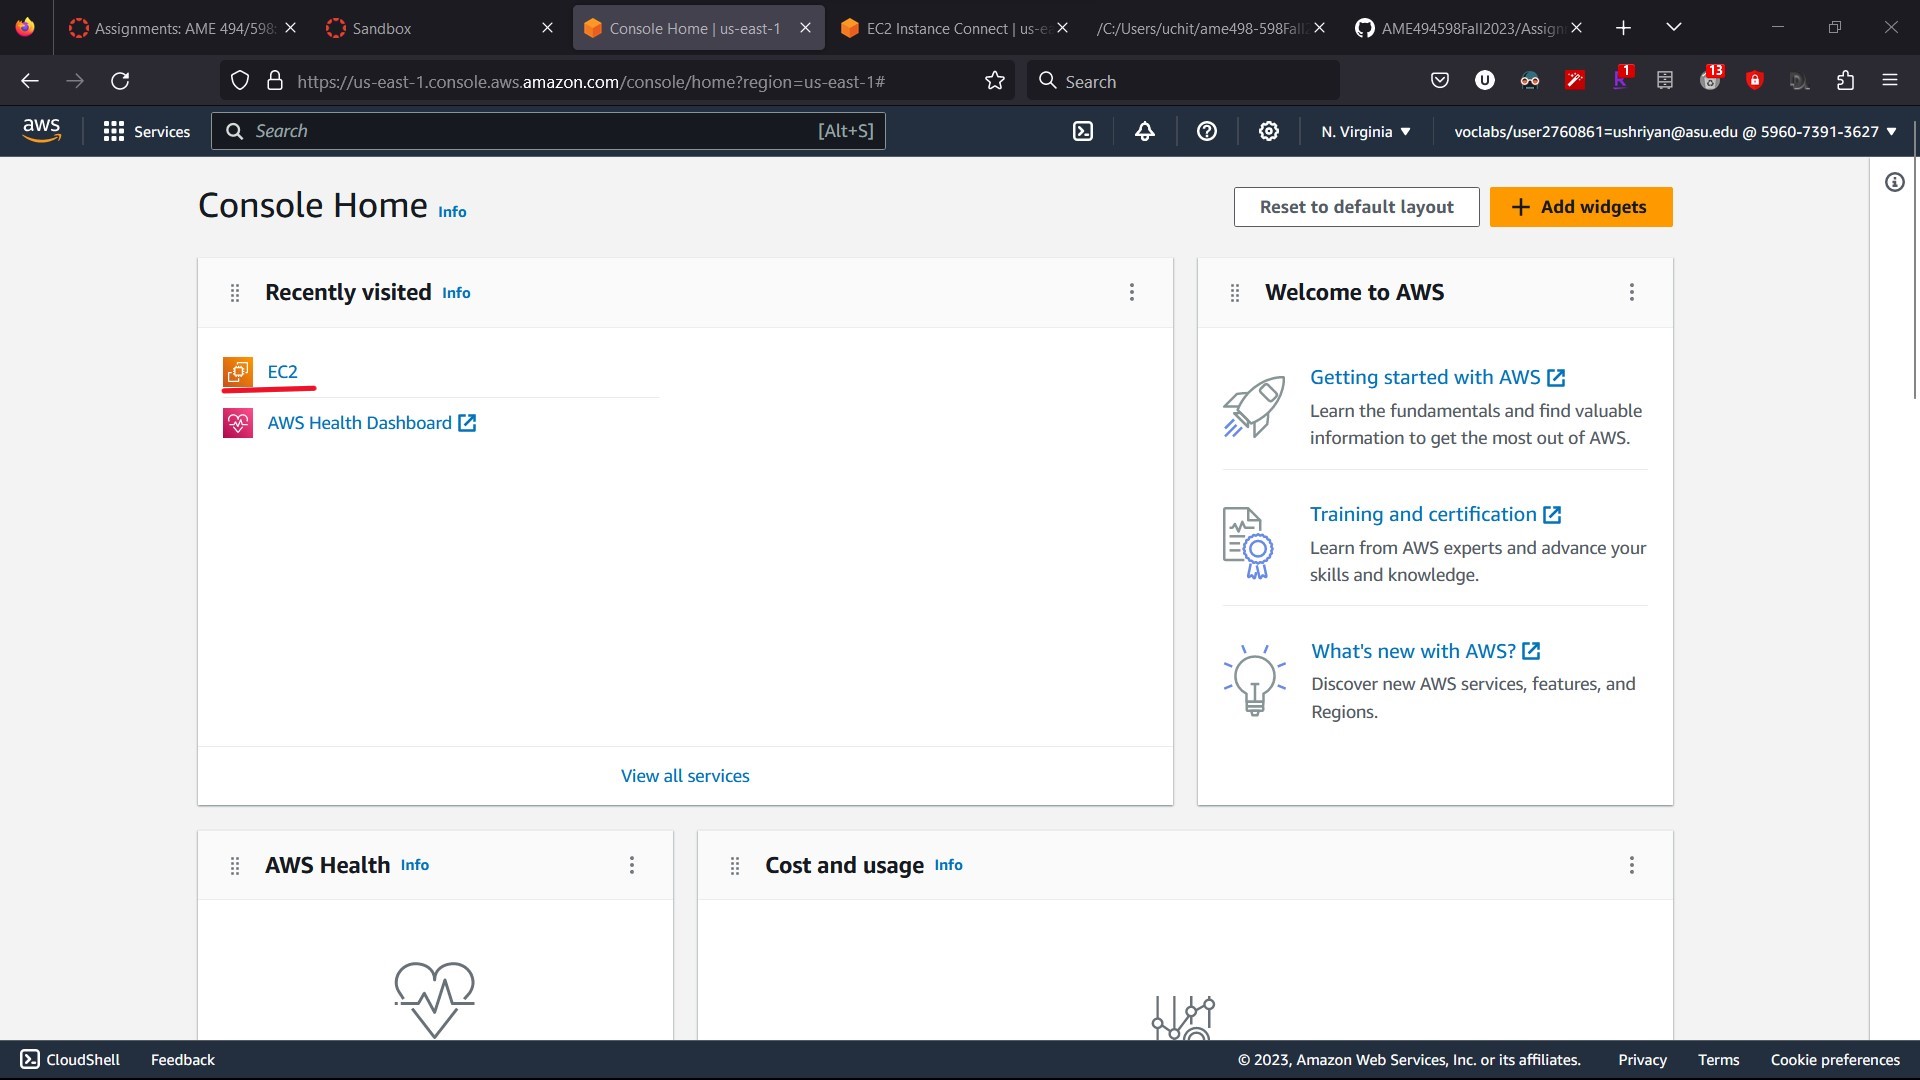 Assignments: AME 494/598:
Sandbox
Console Home | us-east-1
EC2 Instance Connect | us-e
/C:/Users/uchit/ame498-598Fall
AME494598Fall2023/Assign
https://us-east-1.console.aws.amazon.com/console/home?region=us-east-1#
Search
1
13
aws
Services
Search
[Alt+S]
N. Virginia
voclabs/user2760861=ushriyan@asu.edu @ 5960-7391-3627
Console Home Info
Reset to default layout
Add widgets
Recently visited Info
EC2
AWS Health Dashboard
View all services
Welcome to AWS
Getting started with AWS
Learn the fundamentals and find valuable
information to get the most out of AWS.
Training and certification
Learn from AWS experts and advance your
skills and knowledge.
What's new with AWS?
Discover new AWS services, features, and
Regions.
AWS Health Info
Cost and usage Info
CloudShell
Feedback
© 2023, Amazon Web Services, Inc. or its affiliates.
Privacy
Terms
Cookie preferences